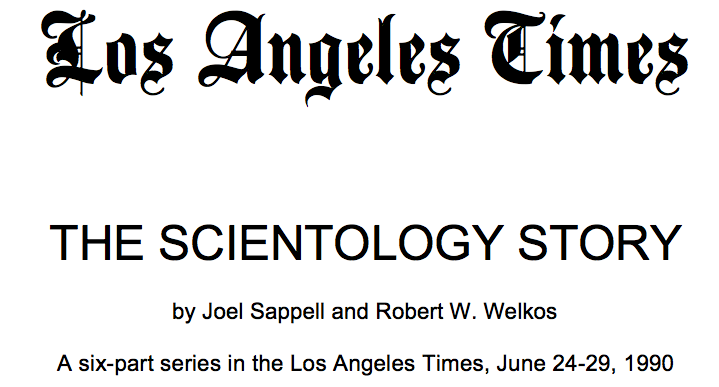 Los Angeles Times
THE SCIENTOLOGY STORY
by Joel Sappell and Robert W. Welkos
A six-part series in the Los Angeles Times, June 24-29, 1990